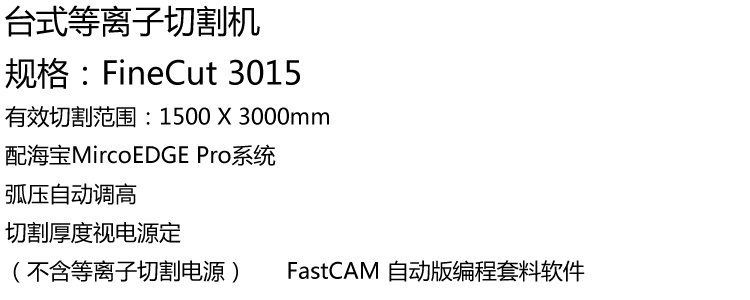 台式等离子切割机
规格：FineCut 3015
有效切割范围：1500 X 3000mm
配海宝MircoEDGE Pro系统
弧压自动调高
切割厚度视电源定
（不含等离子切割电源） FastCAM 自动版编程套料软件